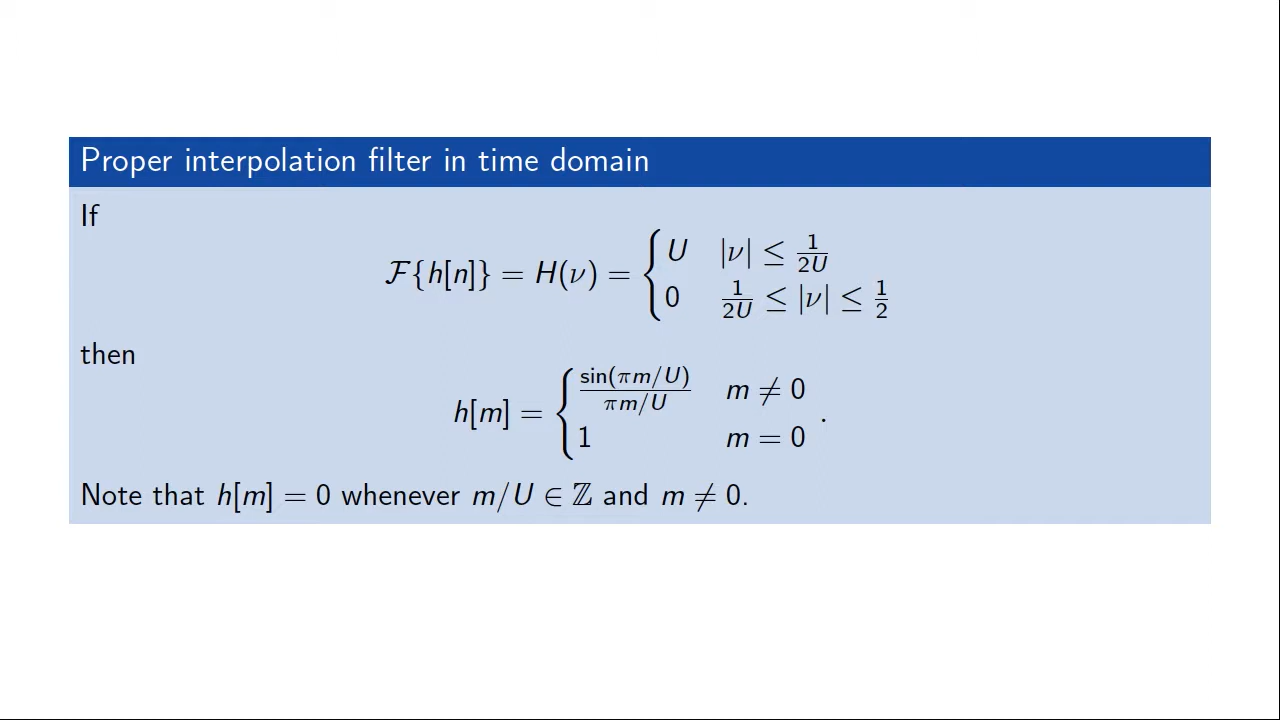 Proper interpolation filter in time domain
If
ℱ{h[n]} = H(ν) = { U |ν| ≤ 1/2U
0 1/2U ≤ |ν| ≤ 1/2
then
h[m] = { sin(πm/U)/πm/U m ≠ 0
1 m = 0 .
Note that h[m] = 0 whenever m/U ∈ ℤ and m ≠ 0.